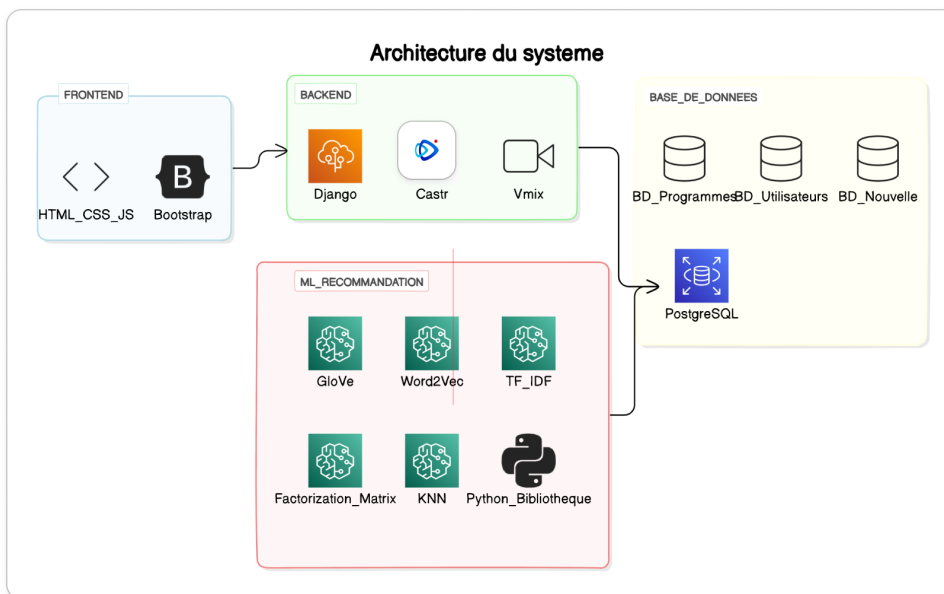 Architecture du systeme
FRONTEND
HTML_CSS_JS
Bootstrap
BACKEND
Django
Castr
Vmix
BASE_DE_DONNEES
BD_Programmes
BD_Utilisateurs
BD_Nouvelle
PostgreSQL
ML_RECOMMANDATION
GloVe
Word2Vec
TF_IDF
Factorization_Matrix
KNN
Python_Bibliotheque